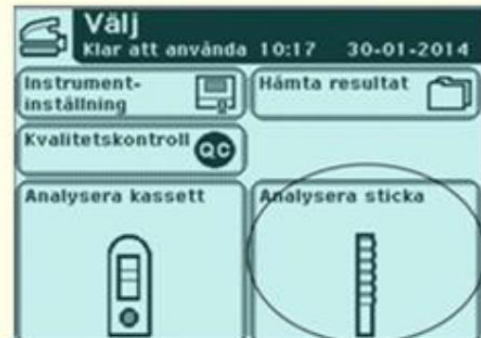 Välj
Klar att använda 10:17 30-01-2014
Instrument-
inställning
Hämta resultat
Kvalitetskontroll QC
Analysera kassett
Analysera sticka